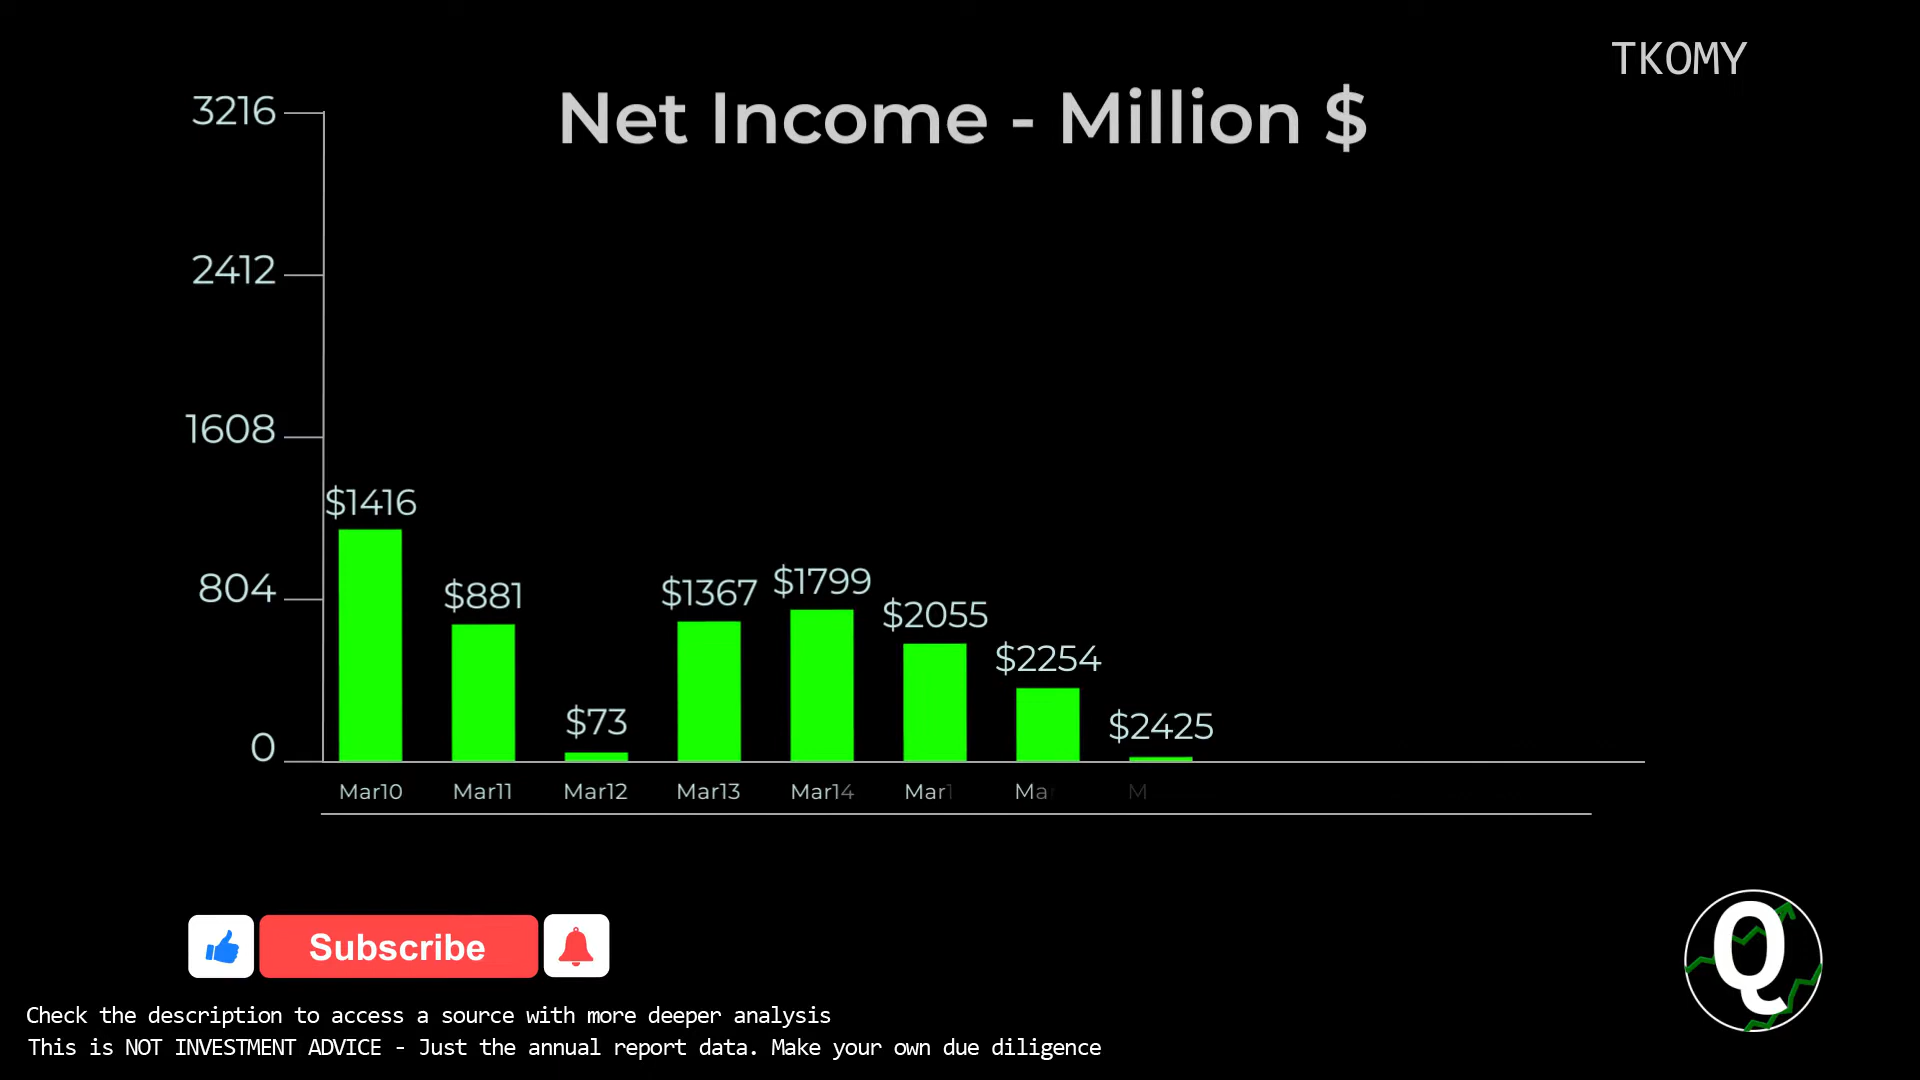 TKOMY
Net Income - Million $
3216
2412
1608
804
0
$1416
$881
$73
$1367
$1799
$2055
$2254
$2425
Mar10 Mar11 Mar12 Mar13 Mar14 Mar1 Ma M
Subscribe
Q
Check the description to access a source with more deeper analysis
This is NOT INVESTMENT ADVICE - Just the annual report data. Make your own due diligence